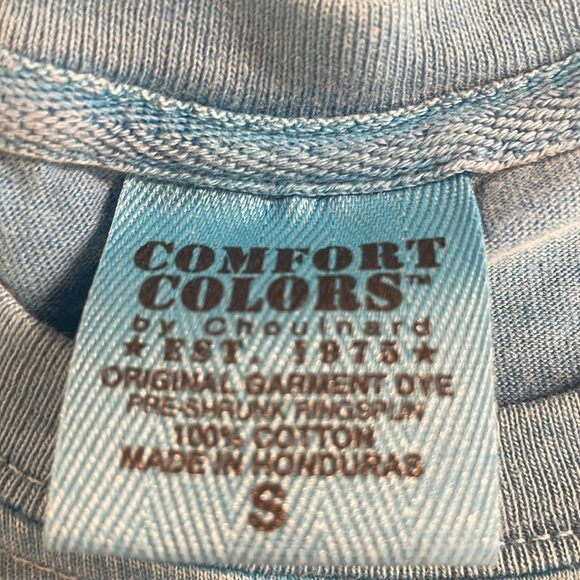 COMFORT
COLORS™
by Chouinard
★ EST. 1975 ★
ORIGINAL GARMENT DYE
PRE-SHRUNK RINGSPUN
100% COTTON
MADE IN HONDURAS
S